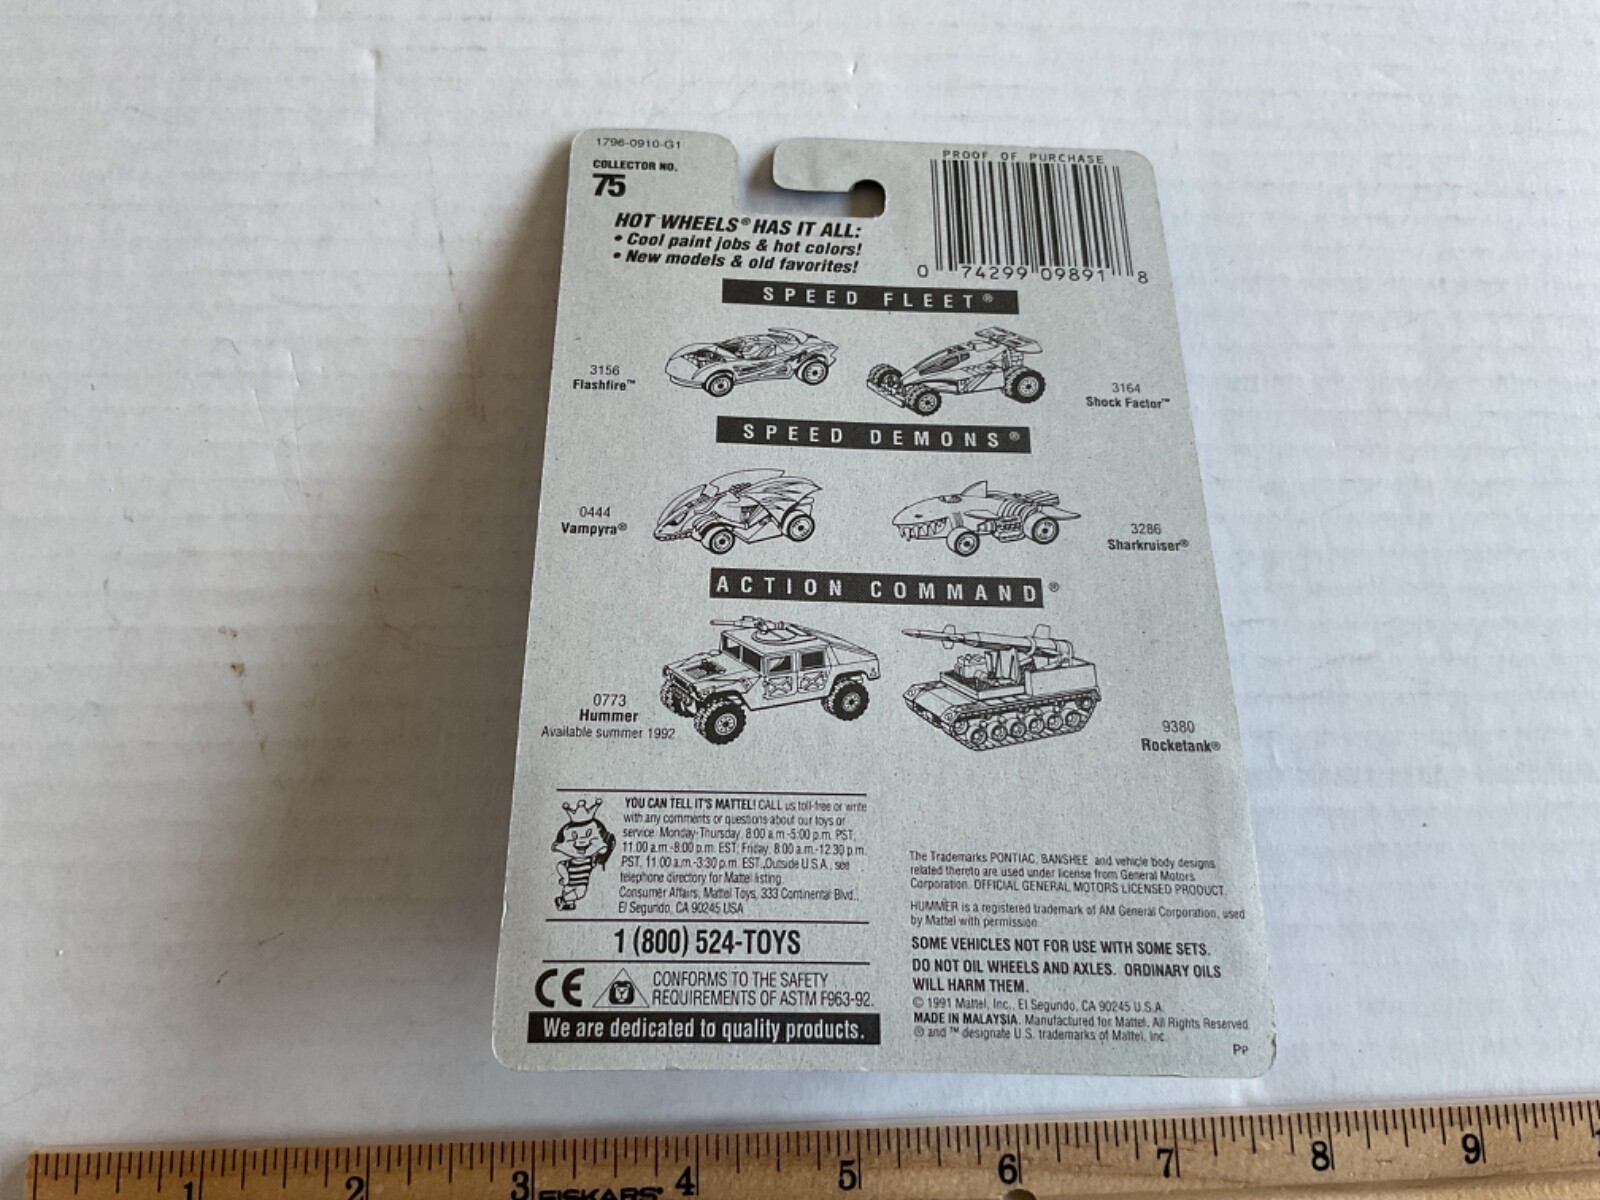 1796-0910-G1
COLLECTOR NO.
75
PROOF OF PURCHASE
0 74299 09891 8
HOT WHEELS® HAS IT ALL:
• Cool paint jobs & hot colors!
• New models & old favorites!
SPEED FLEET®
3156
Flashfire™
3164
Shock Factor™
SPEED DEMONS®
0444
Vampyra®
3286
Sharkruiser®
ACTION COMMAND®
0773
Hummer
Available summer 1992
9380
Rocketank®
YOU CAN TELL IT'S MATTEL! CALL us toll-free or write
with any comments or questions about our toys or
service: Monday-Thursday, 8:00 a.m.-5:00 p.m. PST,
11:00 a.m.-8:00 p.m. EST; Friday: 8:00 a.m.-12:30 p.m.
PST, 11:00 a.m.-3:30 p.m. EST. Outside U.S.A., see
telephone directory for Mattel listing.
Consumer Affairs, Mattel Toys, 333 Continental Blvd.,
El Segundo, CA 90245 USA
1 (800) 524-TOYS
CE
CONFORMS TO THE SAFETY
REQUIREMENTS OF ASTM F963-92.
We are dedicated to quality products.
The Trademarks PONTIAC, BANSHEE and vehicle body designs
related thereto are used under license from General Motors
Corporation. OFFICIAL GENERAL MOTORS LICENSED PRODUCT.
HUMMER is a registered trademark of AM General Corporation, used
by Mattel with permission.
SOME VEHICLES NOT FOR USE WITH SOME SETS.
DO NOT OIL WHEELS AND AXLES. ORDINARY OILS
WILL HARM THEM.
© 1991 Mattel, Inc., El Segundo, CA 90245 U.S.A.
MADE IN MALAYSIA. Manufactured for Mattel. All Rights Reserved.
® and ™ designate U.S. trademarks of Mattel, Inc.
PP
1 2 3 FISKARS 4 5 6 7 8 9